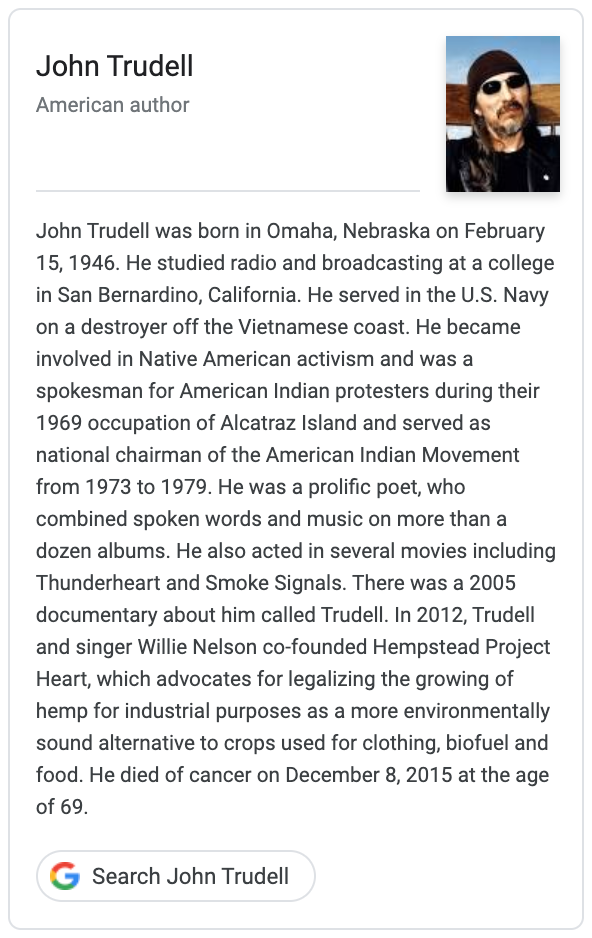 John Trudell
American author
John Trudell was born in Omaha, Nebraska on February
15, 1946. He studied radio and broadcasting at a college
in San Bernardino, California. He served in the U.S. Navy
on a destroyer off the Vietnamese coast. He became
involved in Native American activism and was a
spokesman for American Indian protesters during their
1969 occupation of Alcatraz Island and served as
national chairman of the American Indian Movement
from 1973 to 1979. He was a prolific poet, who
combined spoken words and music on more than a
dozen albums. He also acted in several movies including
Thunderheart and Smoke Signals. There was a 2005
documentary about him called Trudell. In 2012, Trudell
and singer Willie Nelson co-founded Hempstead Project
Heart, which advocates for legalizing the growing of
hemp for industrial purposes as a more environmentally
sound alternative to crops used for clothing, biofuel and
food. He died of cancer on December 8, 2015 at the age
of 69.
Search John Trudell